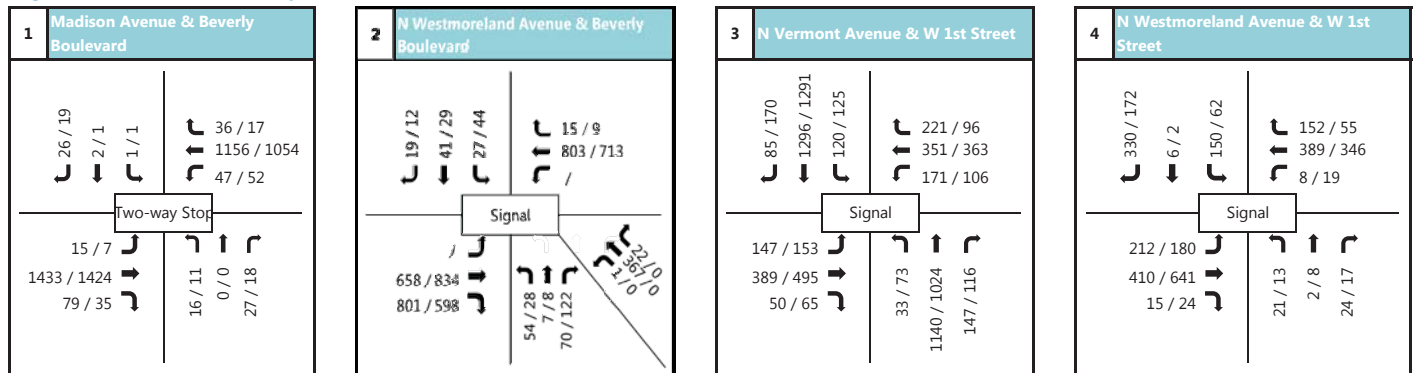 1
Madison Avenue & Beverly
Boulevard
26 / 19
2 / 1
1 / 1
36 / 17
1156 / 1054
47 / 52
Two-way Stop
15 / 7
1433 / 1424
79 / 35
16 / 11
0 / 0
27 / 18
2
N Westmoreland Avenue & Beverly
Boulevard
19 / 12
41 / 29
27 / 44
15 / 9
803 / 713
/
Signal
/
658 / 834
801 / 598
54 / 28
7 / 8
70 / 122
1 / 0
367 / 0
22 / 0
3
N Vermont Avenue & W 1st Street
85 / 170
1296 / 1291
120 / 125
221 / 96
351 / 363
171 / 106
Signal
147 / 153
389 / 495
50 / 65
33 / 73
1140 / 1024
147 / 116
4
N Westmoreland Avenue & W 1st
Street
330 / 172
6 / 2
150 / 62
152 / 55
389 / 346
8 / 19
Signal
212 / 180
410 / 641
15 / 24
21 / 13
2 / 8
24 / 17